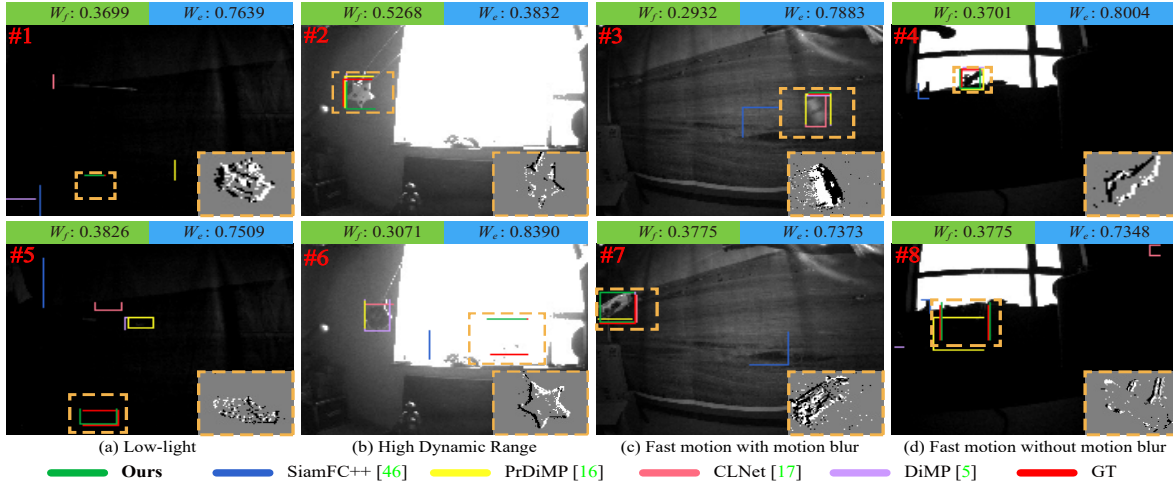 W_f: 0.3699 W_e: 0.7639 W_f: 0.5268 W_e: 0.3832 W_f: 0.2932 W_e: 0.7883 W_f: 0.3701 W_e: 0.8004
#1 #2 #3 #4
W_f: 0.3826 W_e: 0.7509 W_f: 0.3071 W_e: 0.8390 W_f: 0.3775 W_e: 0.7373 W_f: 0.3775 W_e: 0.7348
#5 #6 #7 #8
(a) Low-light (b) High Dynamic Range (c) Fast motion with motion blur (d) Fast motion without motion blur
Ours SiamFC++ [46] PrDiMP [16] CLNet [17] DiMP [5] GT